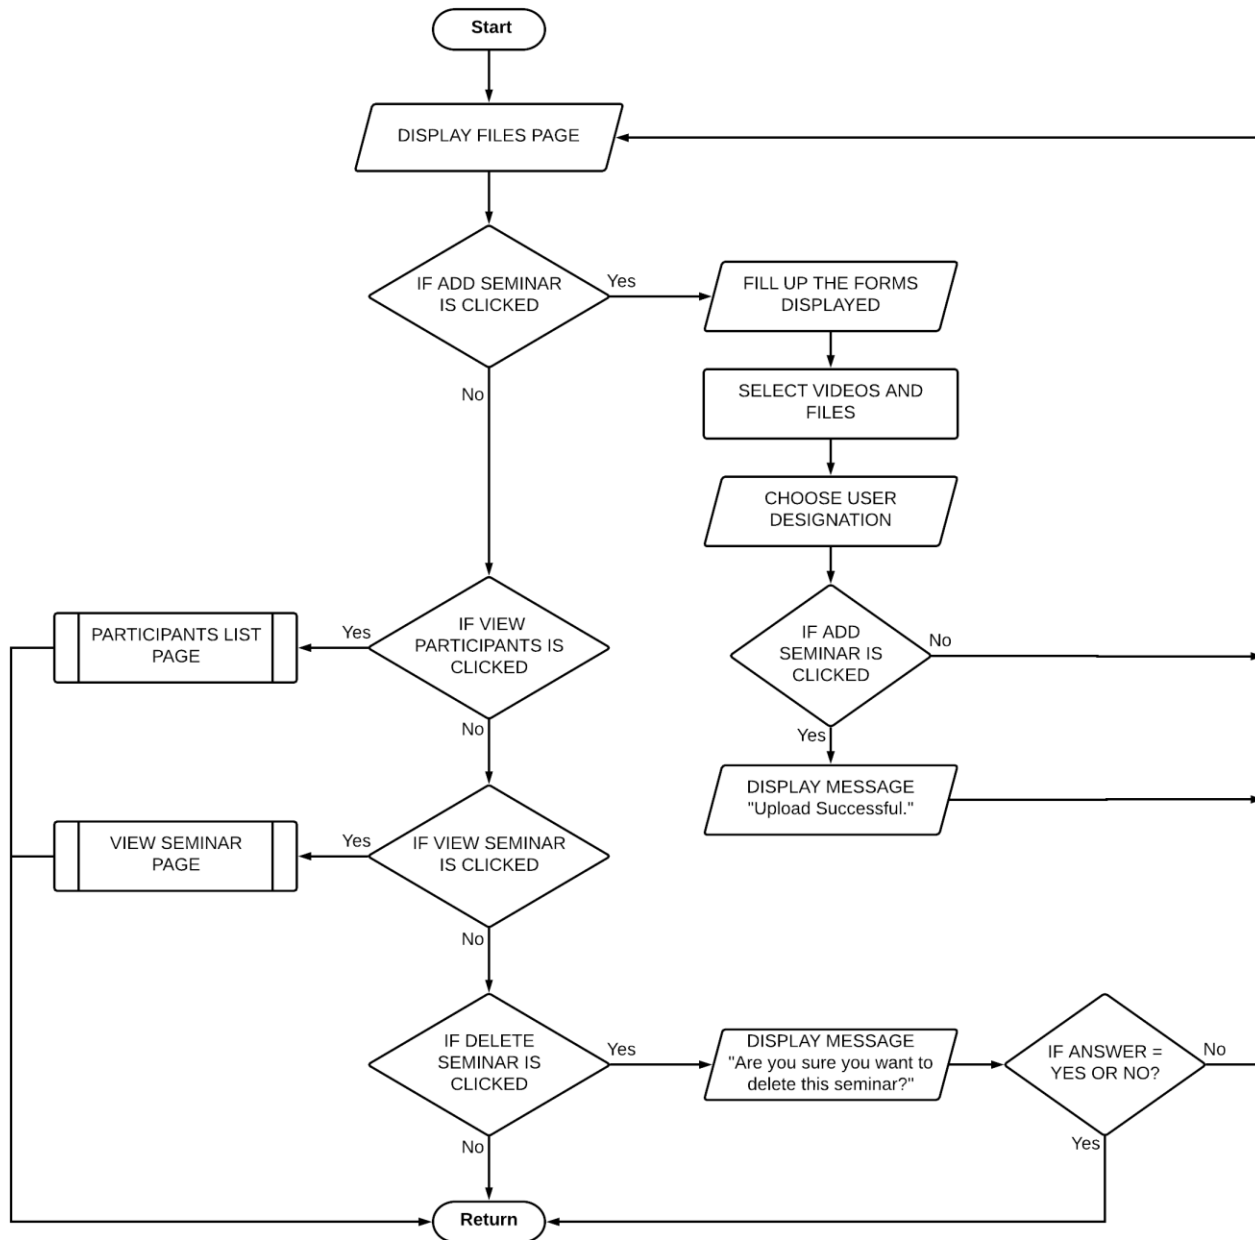 Start
DISPLAY FILES PAGE
IF ADD SEMINAR
IS CLICKED
Yes
FILL UP THE FORMS
DISPLAYED
No
SELECT VIDEOS AND
FILES
CHOOSE USER
DESIGNATION
PARTICIPANTS LIST
PAGE
Yes
IF VIEW
PARTICIPANTS IS
CLICKED
IF ADD
SEMINAR IS
CLICKED
No
No
Yes
DISPLAY MESSAGE
"Upload Successful."
VIEW SEMINAR
PAGE
Yes
IF VIEW SEMINAR
IS CLICKED
No
IF DELETE
SEMINAR IS
CLICKED
Yes
DISPLAY MESSAGE
"Are you sure you want to
delete this seminar?"
IF ANSWER =
YES OR NO?
No
No
Yes
Return